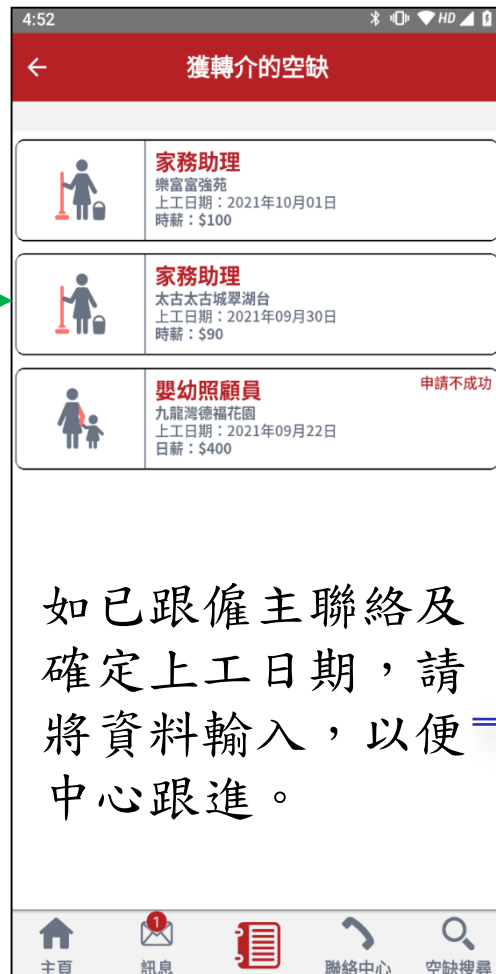 4:52
HD
獲轉介的空缺
家務助理
樂富富強苑
上工日期：2021年10月01日
時薪：$100
家務助理
太古太古城翠湖台
上工日期：2021年09月30日
時薪：$90
嬰幼照顧員
申請不成功
九龍灣德福花園
上工日期：2021年09月22日
日薪：$400
如已跟僱主聯絡及
確定上工日期，請
將資料輸入，以便
中心跟進。
1
主頁
訊息
聯絡中心
空缺搜尋